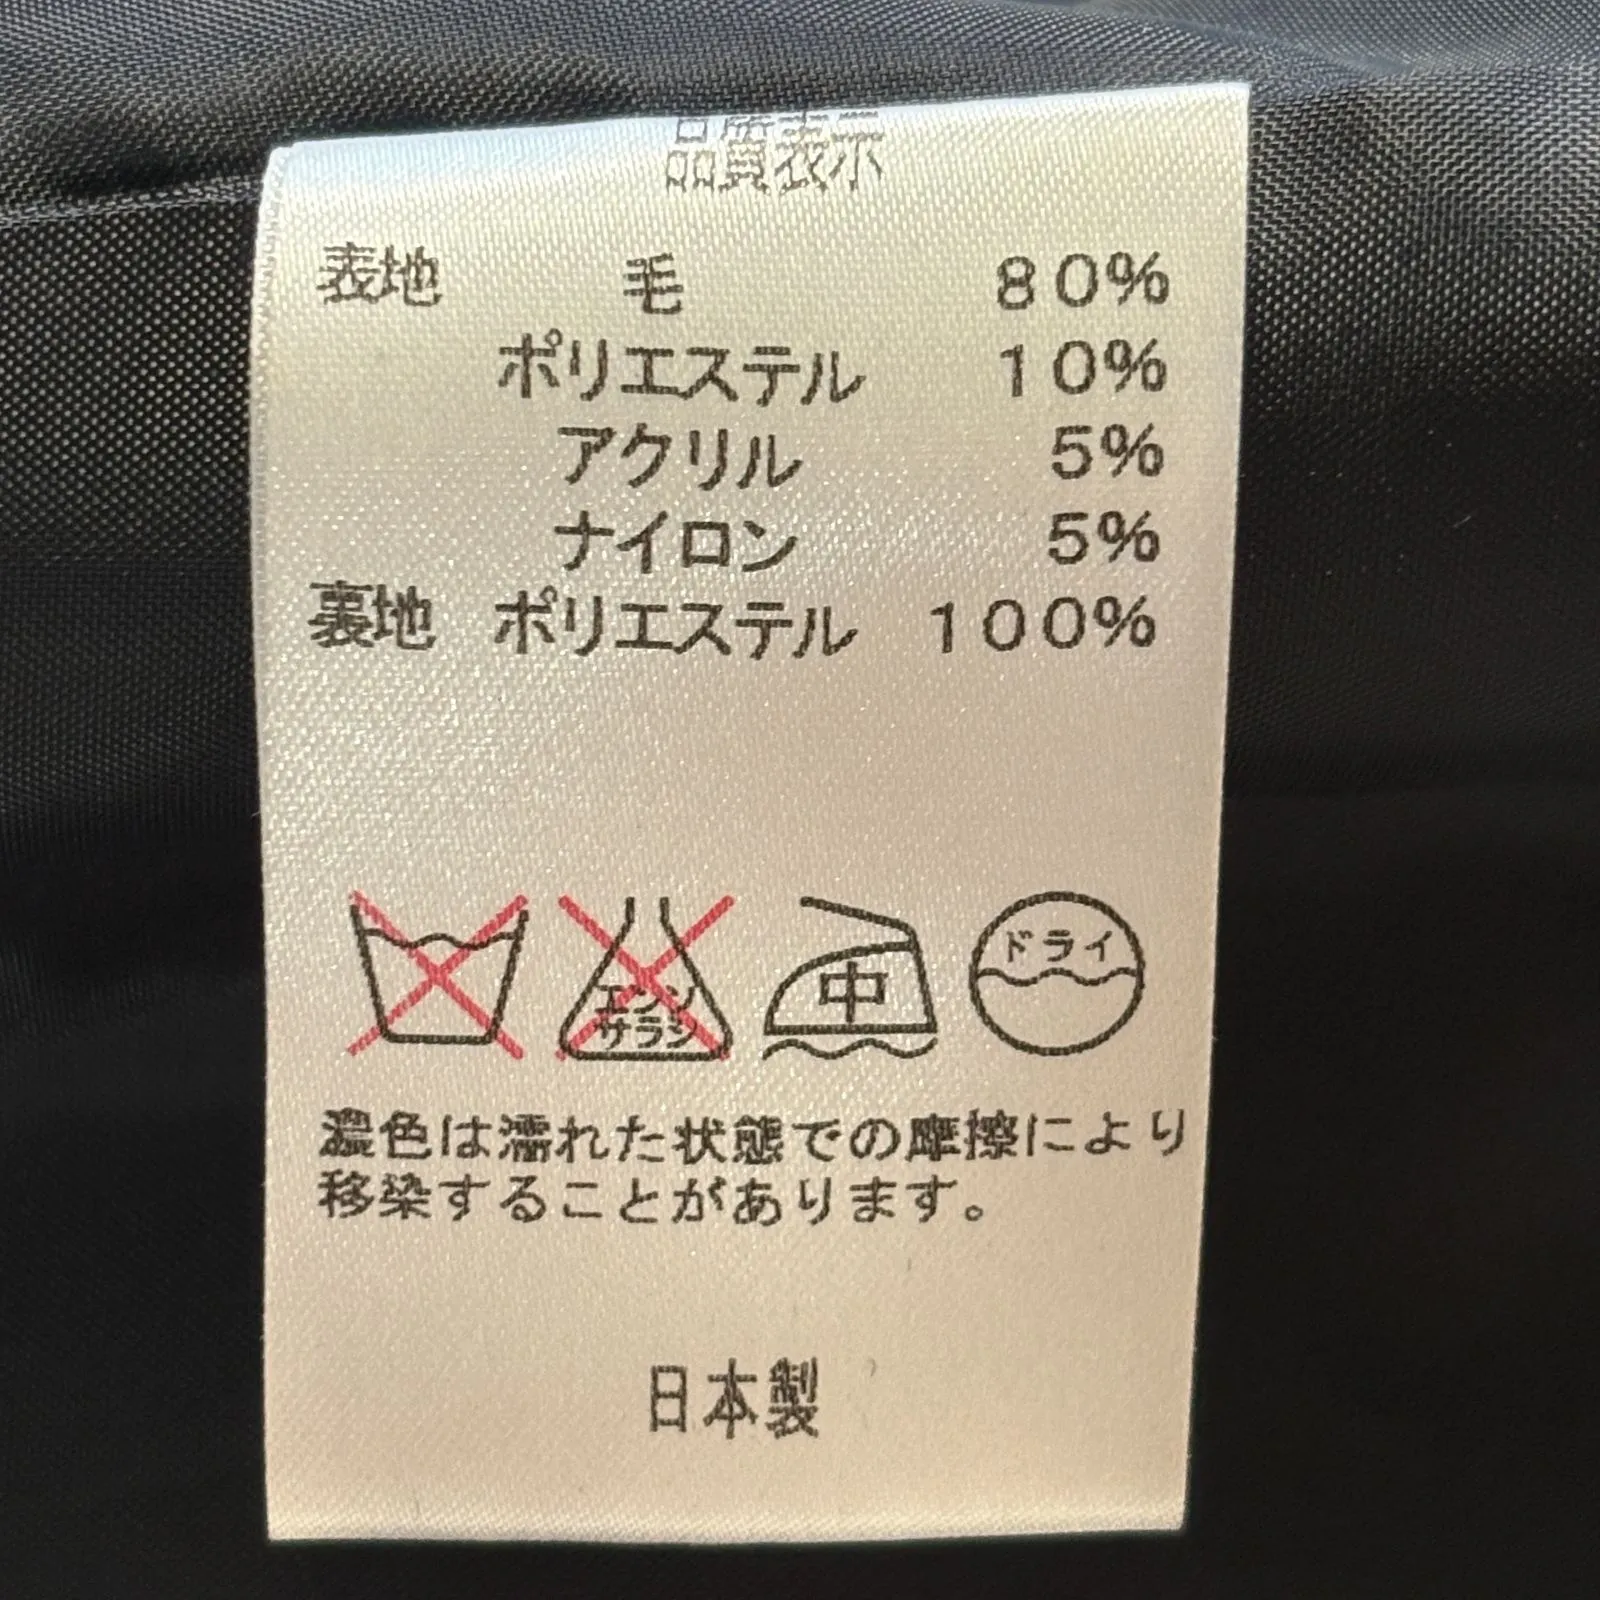 品質表示
表地 毛 80%
ポリエステル 10%
アクリル 5%
ナイロン 5%
裏地 ポリエステル 100%
エンソ
サラシ
中
ドライ
濃色は濡れた状態での摩擦により
移染することがあります。
日本製